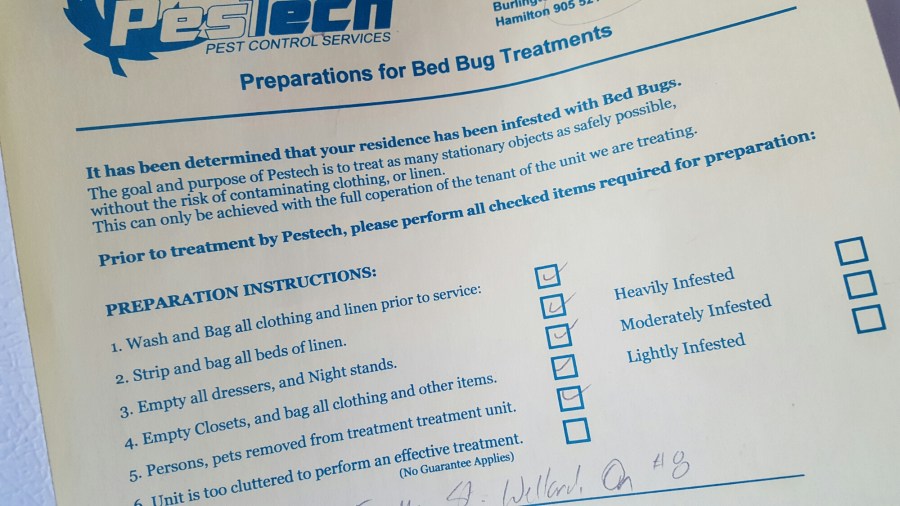 PesTech
PEST CONTROL SERVICES
Hamilton 905
Preparations for Bed Bug Treatments
It has been determined that your residence has been infested with Bed Bugs.
The goal and purpose of Pestech is to treat as many stationary objects as safely possible,
without the risk of contaminating clothing, or linen.
This can only be achieved with the full coperation of the tenant of the unit we are treating.
Prior to treatment by Pestech, please perform all checked items required for preparation:
PREPARATION INSTRUCTIONS:
1. Wash and Bag all clothing and linen prior to service:
2. Strip and bag all beds of linen.
3. Empty all dressers, and Night stands.
4. Empty Closets, and bag all clothing and other items.
5. Persons, pets removed from treatment treatment unit.
6. Unit is too cluttered to perform an effective treatment.
(No Guarantee Applies)
Heavily Infested
Moderately Infested
Lightly Infested
St. Welland, On #8